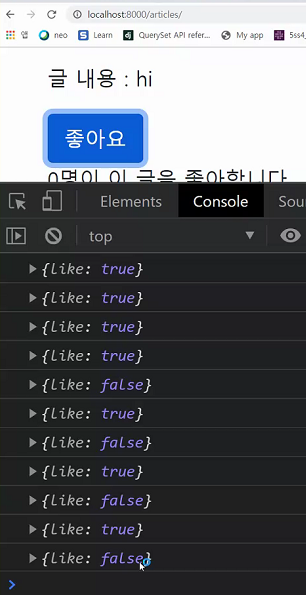 localhost:8000/articles/
앱 neo Learn QuerySet API refer... My app 5ss4
글 내용 : hi
좋아요
0명이 이 글을 좋아합니다
Elements Console Sou
top
{like: true}
{like: true}
{like: true}
{like: true}
{like: false}
{like: true}
{like: false}
{like: true}
{like: false}
{like: true}
{like: false}